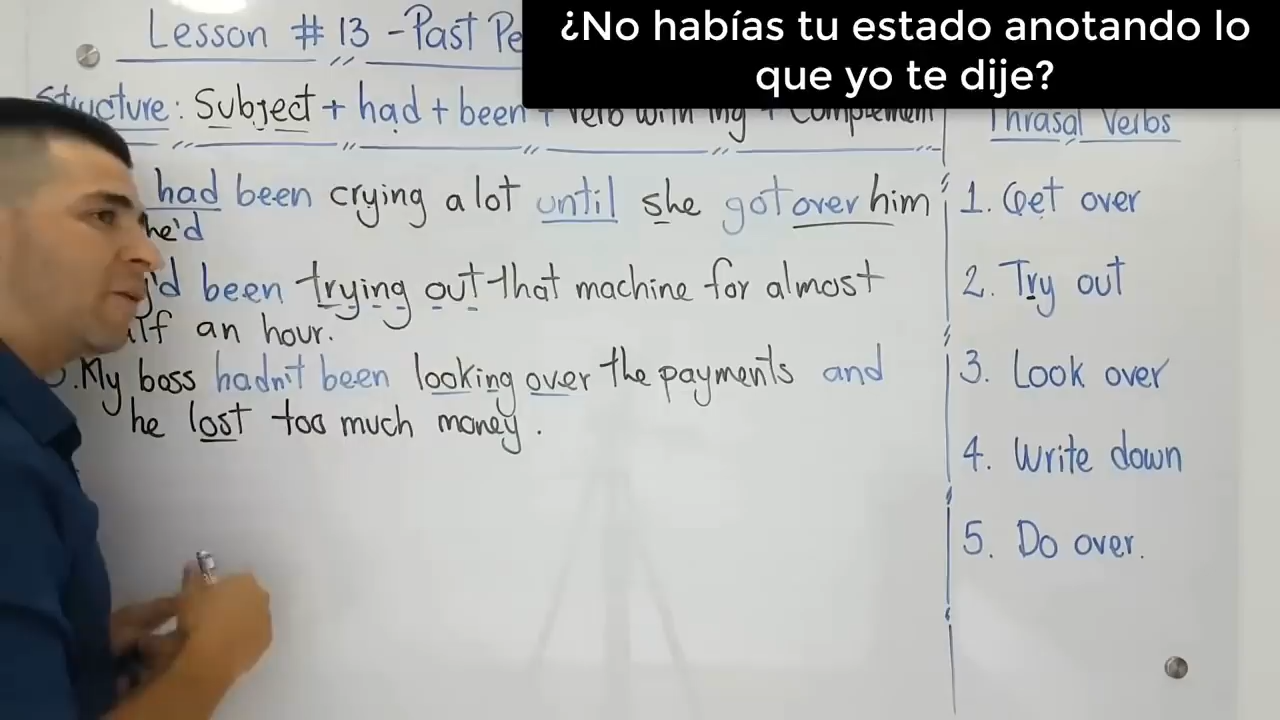 Lesson # 13 - Past
¿No habías tu estado anotando lo
que yo te dije?
Structure: Subject + had + been + Verb with ing + Complement
had been crying a lot until she got over him
he'd
'd been trying out that machine for almost
an hour.
My boss hadn't been looking over the payments and
he lost too much money.
Phrasal Verbs
1. Get over
2. Try out
3. Look over
4. Write down
5. Do over.